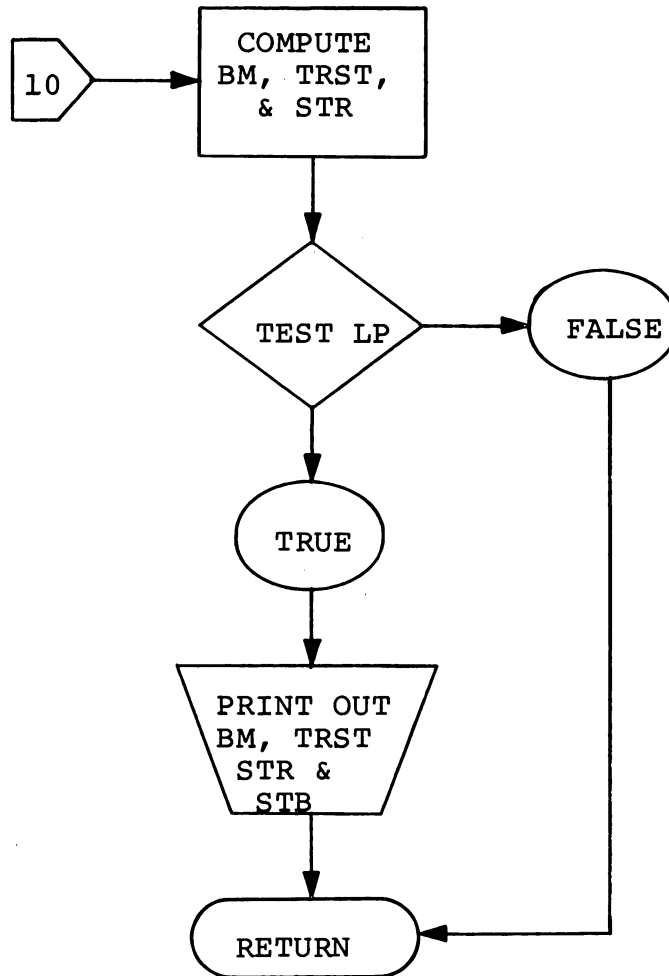 10
COMPUTE
BM, TRST,
& STR
TEST LP
FALSE
TRUE
PRINT OUT
BM, TRST
STR &
STB
RETURN